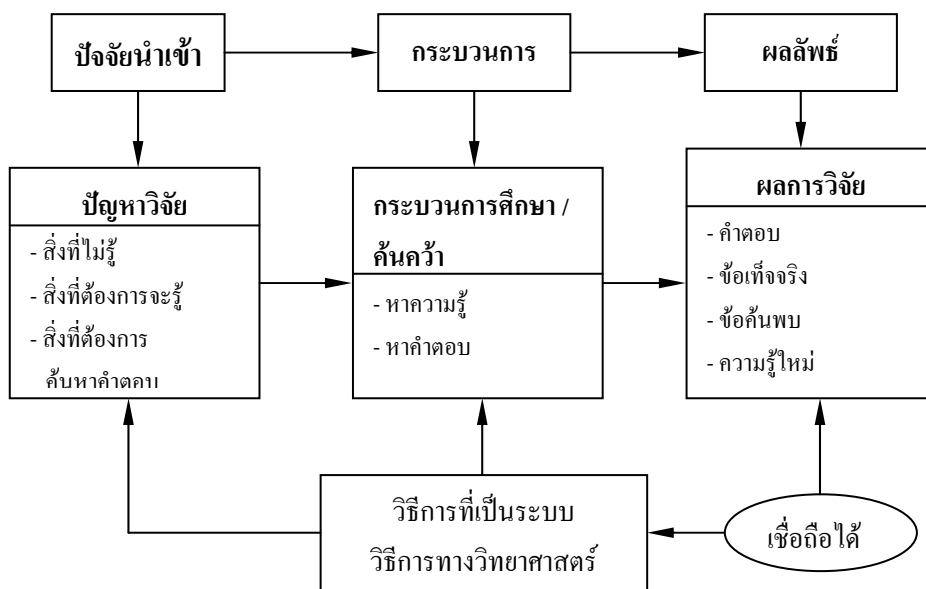 ปัจจัยนำเข้า
กระบวนการ
ผลลัพธ์
ปัญหาวิจัย
- สิ่งที่ไม่รู้
- สิ่งที่ต้องการจะรู้
- สิ่งที่ต้องการ
ค้นหาคำตอบ
กระบวนการศึกษา /
ค้นคว้า
- หาความรู้
- หาคำตอบ
ผลการวิจัย
- คำตอบ
- ข้อเท็จจริง
- ข้อค้นพบ
- ความรู้ใหม่
วิธีการที่เป็นระบบ
วิธีการทางวิทยาศาสตร์
เชื่อถือได้